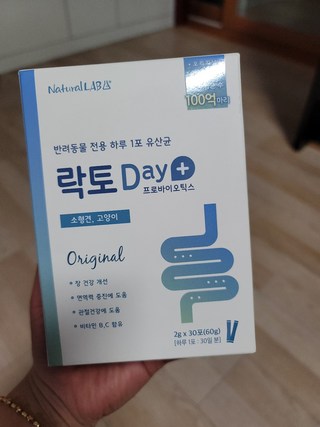 Natural LAB
100억마리
반려동물 전용 하루 1포 유산균
락토Day+
프로바이오틱스
소형견, 고양이
Original
* 장 건강 개선
* 면역력 증진에 도움
* 관절건강에 도움
* 비타민 B,C 함유
2g x 30포(60g)
[하루 1포 : 30일 분]